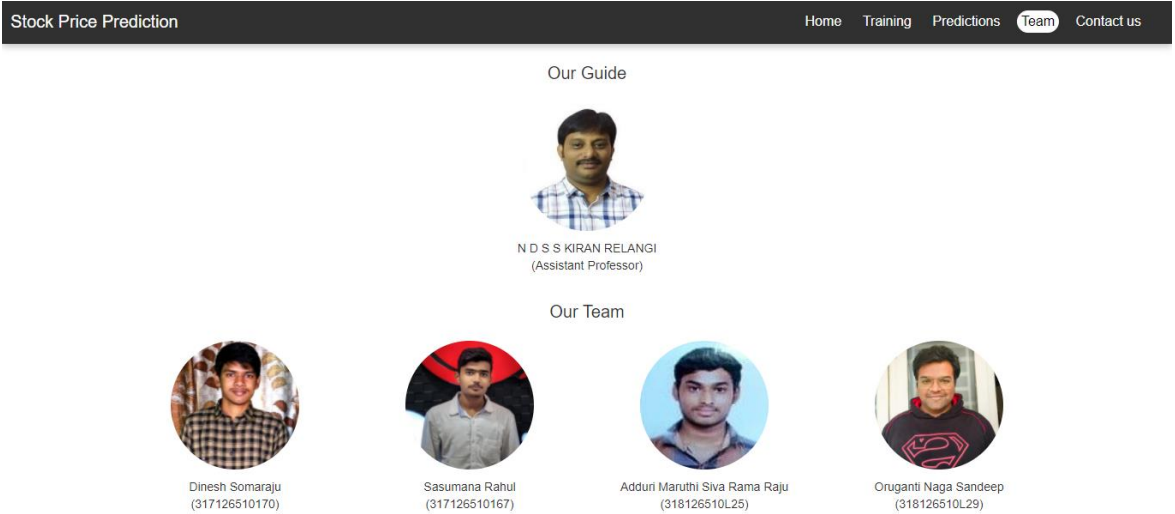 Stock Price Prediction Home Training Predictions Team Contact us
Our Guide
N D S S KIRAN RELANGI
(Assistant Professor)
Our Team
Dinesh Somaraju
(317126510170)
Sasumana Rahul
(317126510167)
Adduri Maruthi Siva Rama Raju
(318126510L25)
Oruganti Naga Sandeep
(318126510L29)